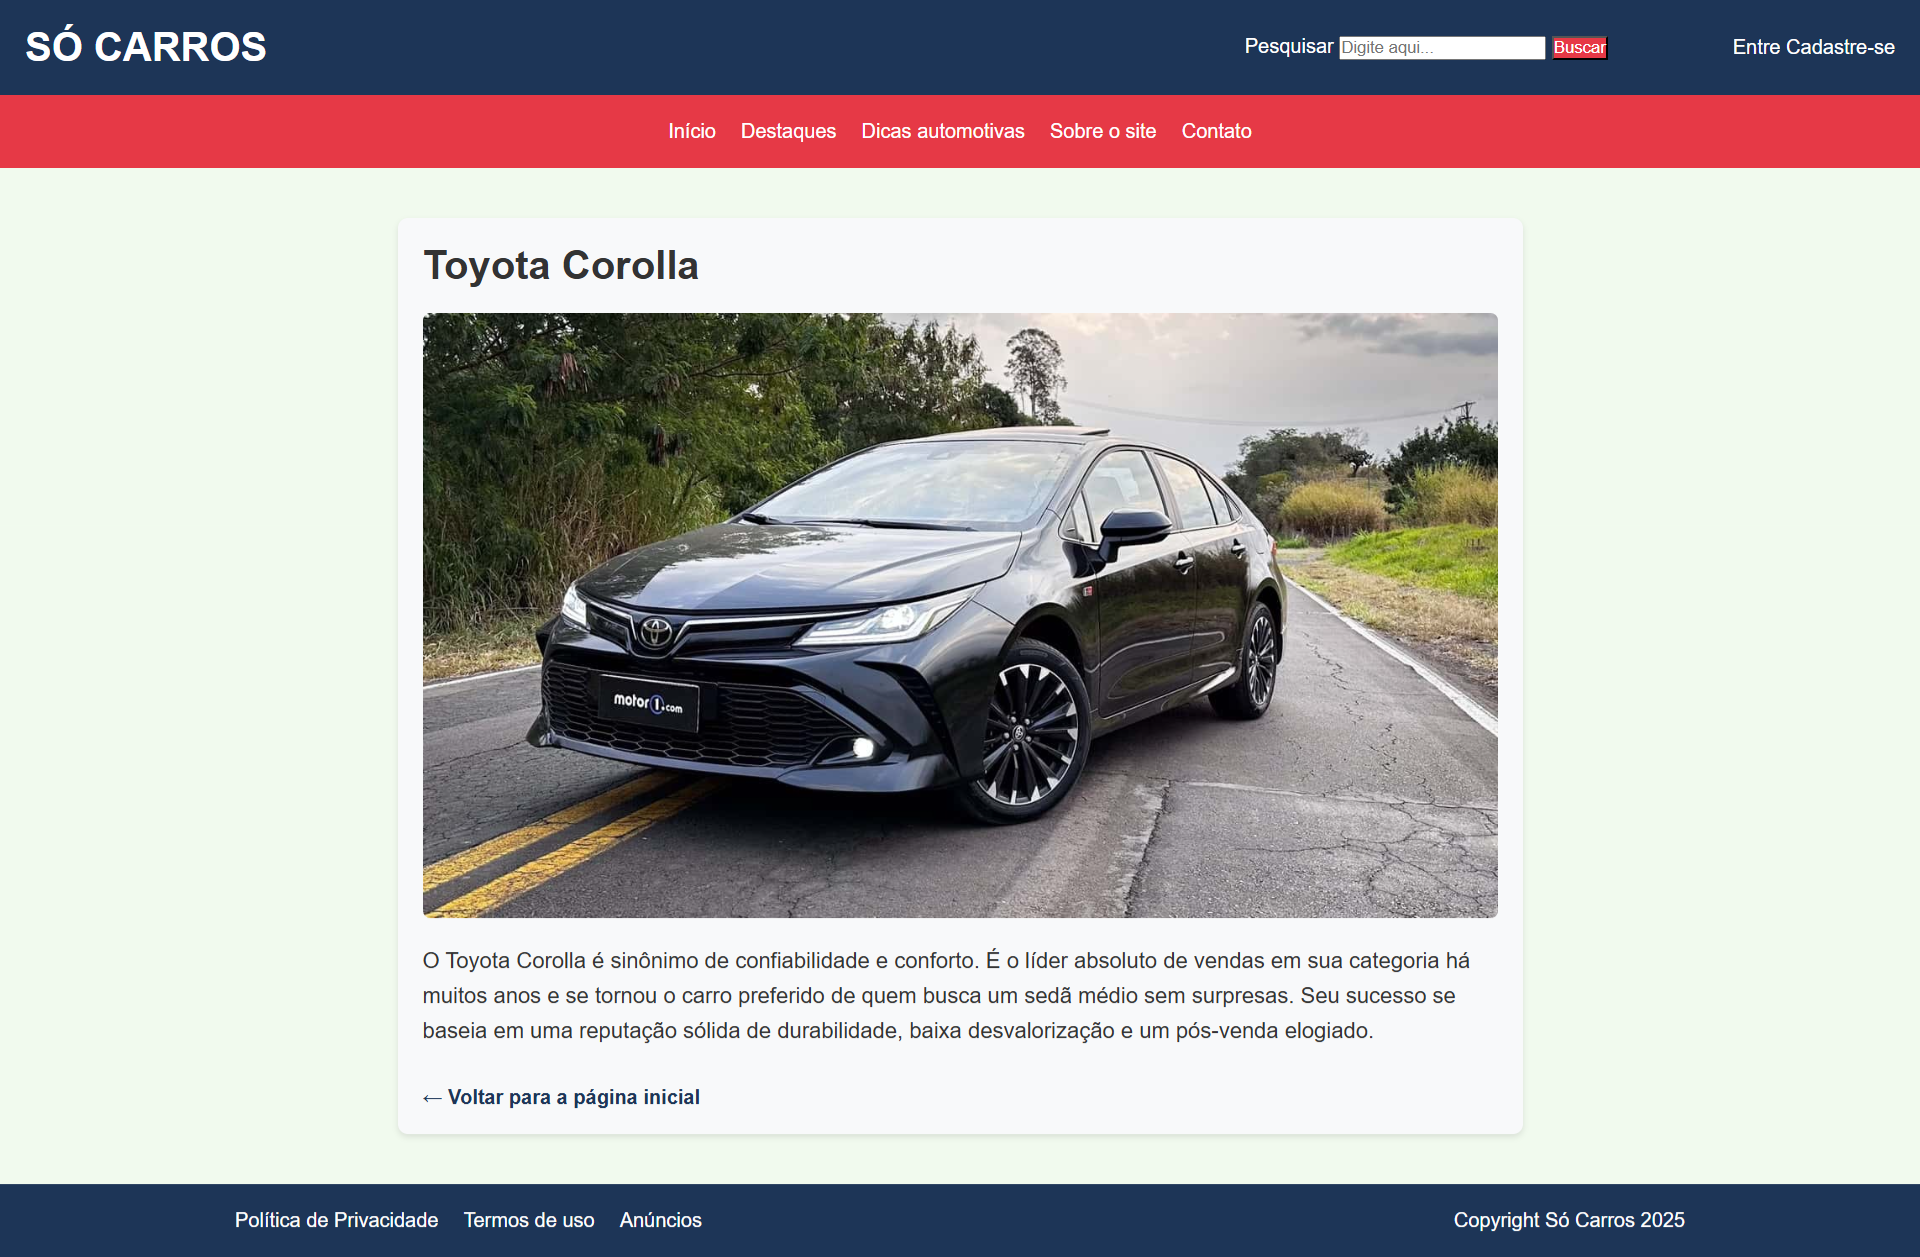 SÓ CARROS
Pesquisar Digite aqui... Buscar
Entre Cadastre-se
Início Destaques Dicas automotivas Sobre o site Contato
Toyota Corolla
motor1.com
O Toyota Corolla é sinônimo de confiabilidade e conforto. É o líder absoluto de vendas em sua categoria há
muitos anos e se tornou o carro preferido de quem busca um sedã médio sem surpresas. Seu sucesso se
baseia em uma reputação sólida de durabilidade, baixa desvalorização e um pós-venda elogiado.
← Voltar para a página inicial
Política de Privacidade Termos de uso Anúncios
Copyright Só Carros 2025